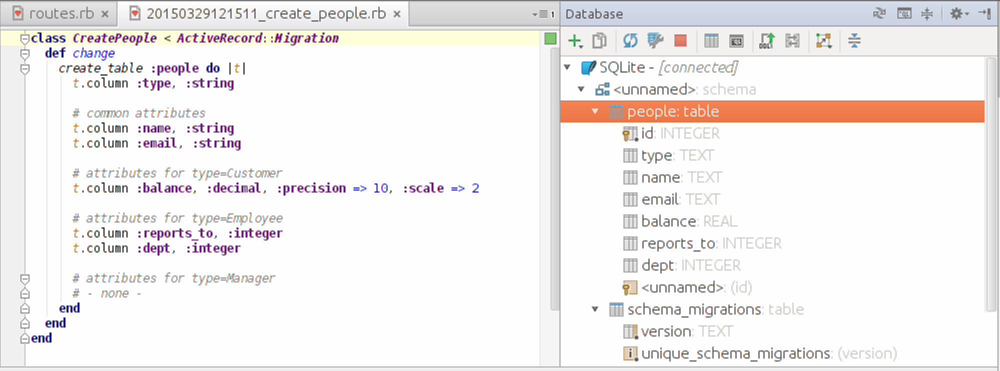 routes.rb
20150329121511_create_people.rb
1
class CreatePeople < ActiveRecord::Migration
def change
create_table :people do |t|
t.column :type, :string
# common attributes
t.column :name, :string
t.column :email, :string
# attributes for type=Customer
t.column :balance, :decimal, :precision => 10, :scale => 2
# attributes for type=Employee
t.column :reports_to, :integer
t.column :dept, :integer
# attributes for type=Manager
# - none -
end
end
end
Database
SQLite - [connected]
<unnamed>: schema
people: table
id: INTEGER
type: TEXT
name: TEXT
email: TEXT
balance: REAL
reports_to: INTEGER
dept: INTEGER
<unnamed>: (id)
schema_migrations: table
version: TEXT
unique_schema_migrations: (version)